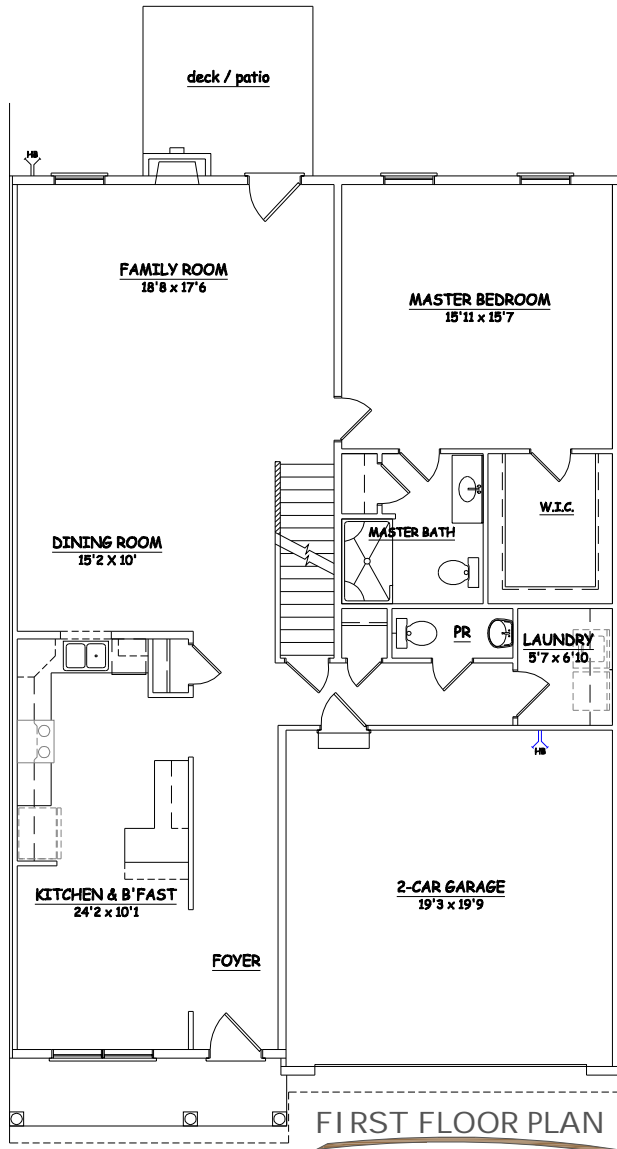 deck / patio
HB
FAMILY ROOM
18'8 x 17'6
MASTER BEDROOM
15'11 x 15'7
W.I.C.
MASTER BATH
DINING ROOM
15'2 X 10'
PR
LAUNDRY
5'7 x 6'10
HB
KITCHEN & B'FAST
24'2 x 10'1
2-CAR GARAGE
19'3 x 19'9
FOYER
FIRST FLOOR PLAN